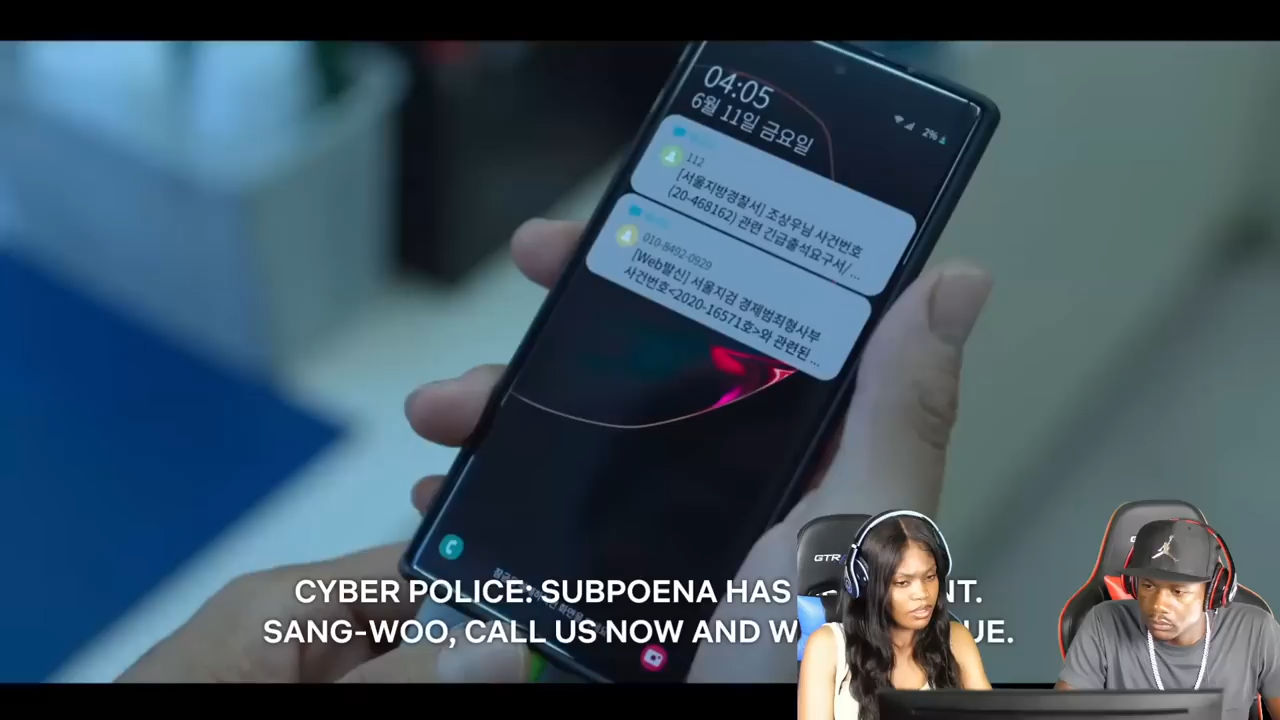 04:05
6월 11일 금요일
2%
112
[서울지방경찰서] 조상우님 사건번호
(20-468162) 관련 긴급출석요구서/...
010-8492-0929
[Web발신] 서울지검 경제범죄형사부
사건번호<2020-16571호>와 관련된 ...
CYBER POLICE: SUBPOENA HAS NT.
SANG-WOO, CALL US NOW AND W UE.
GTR